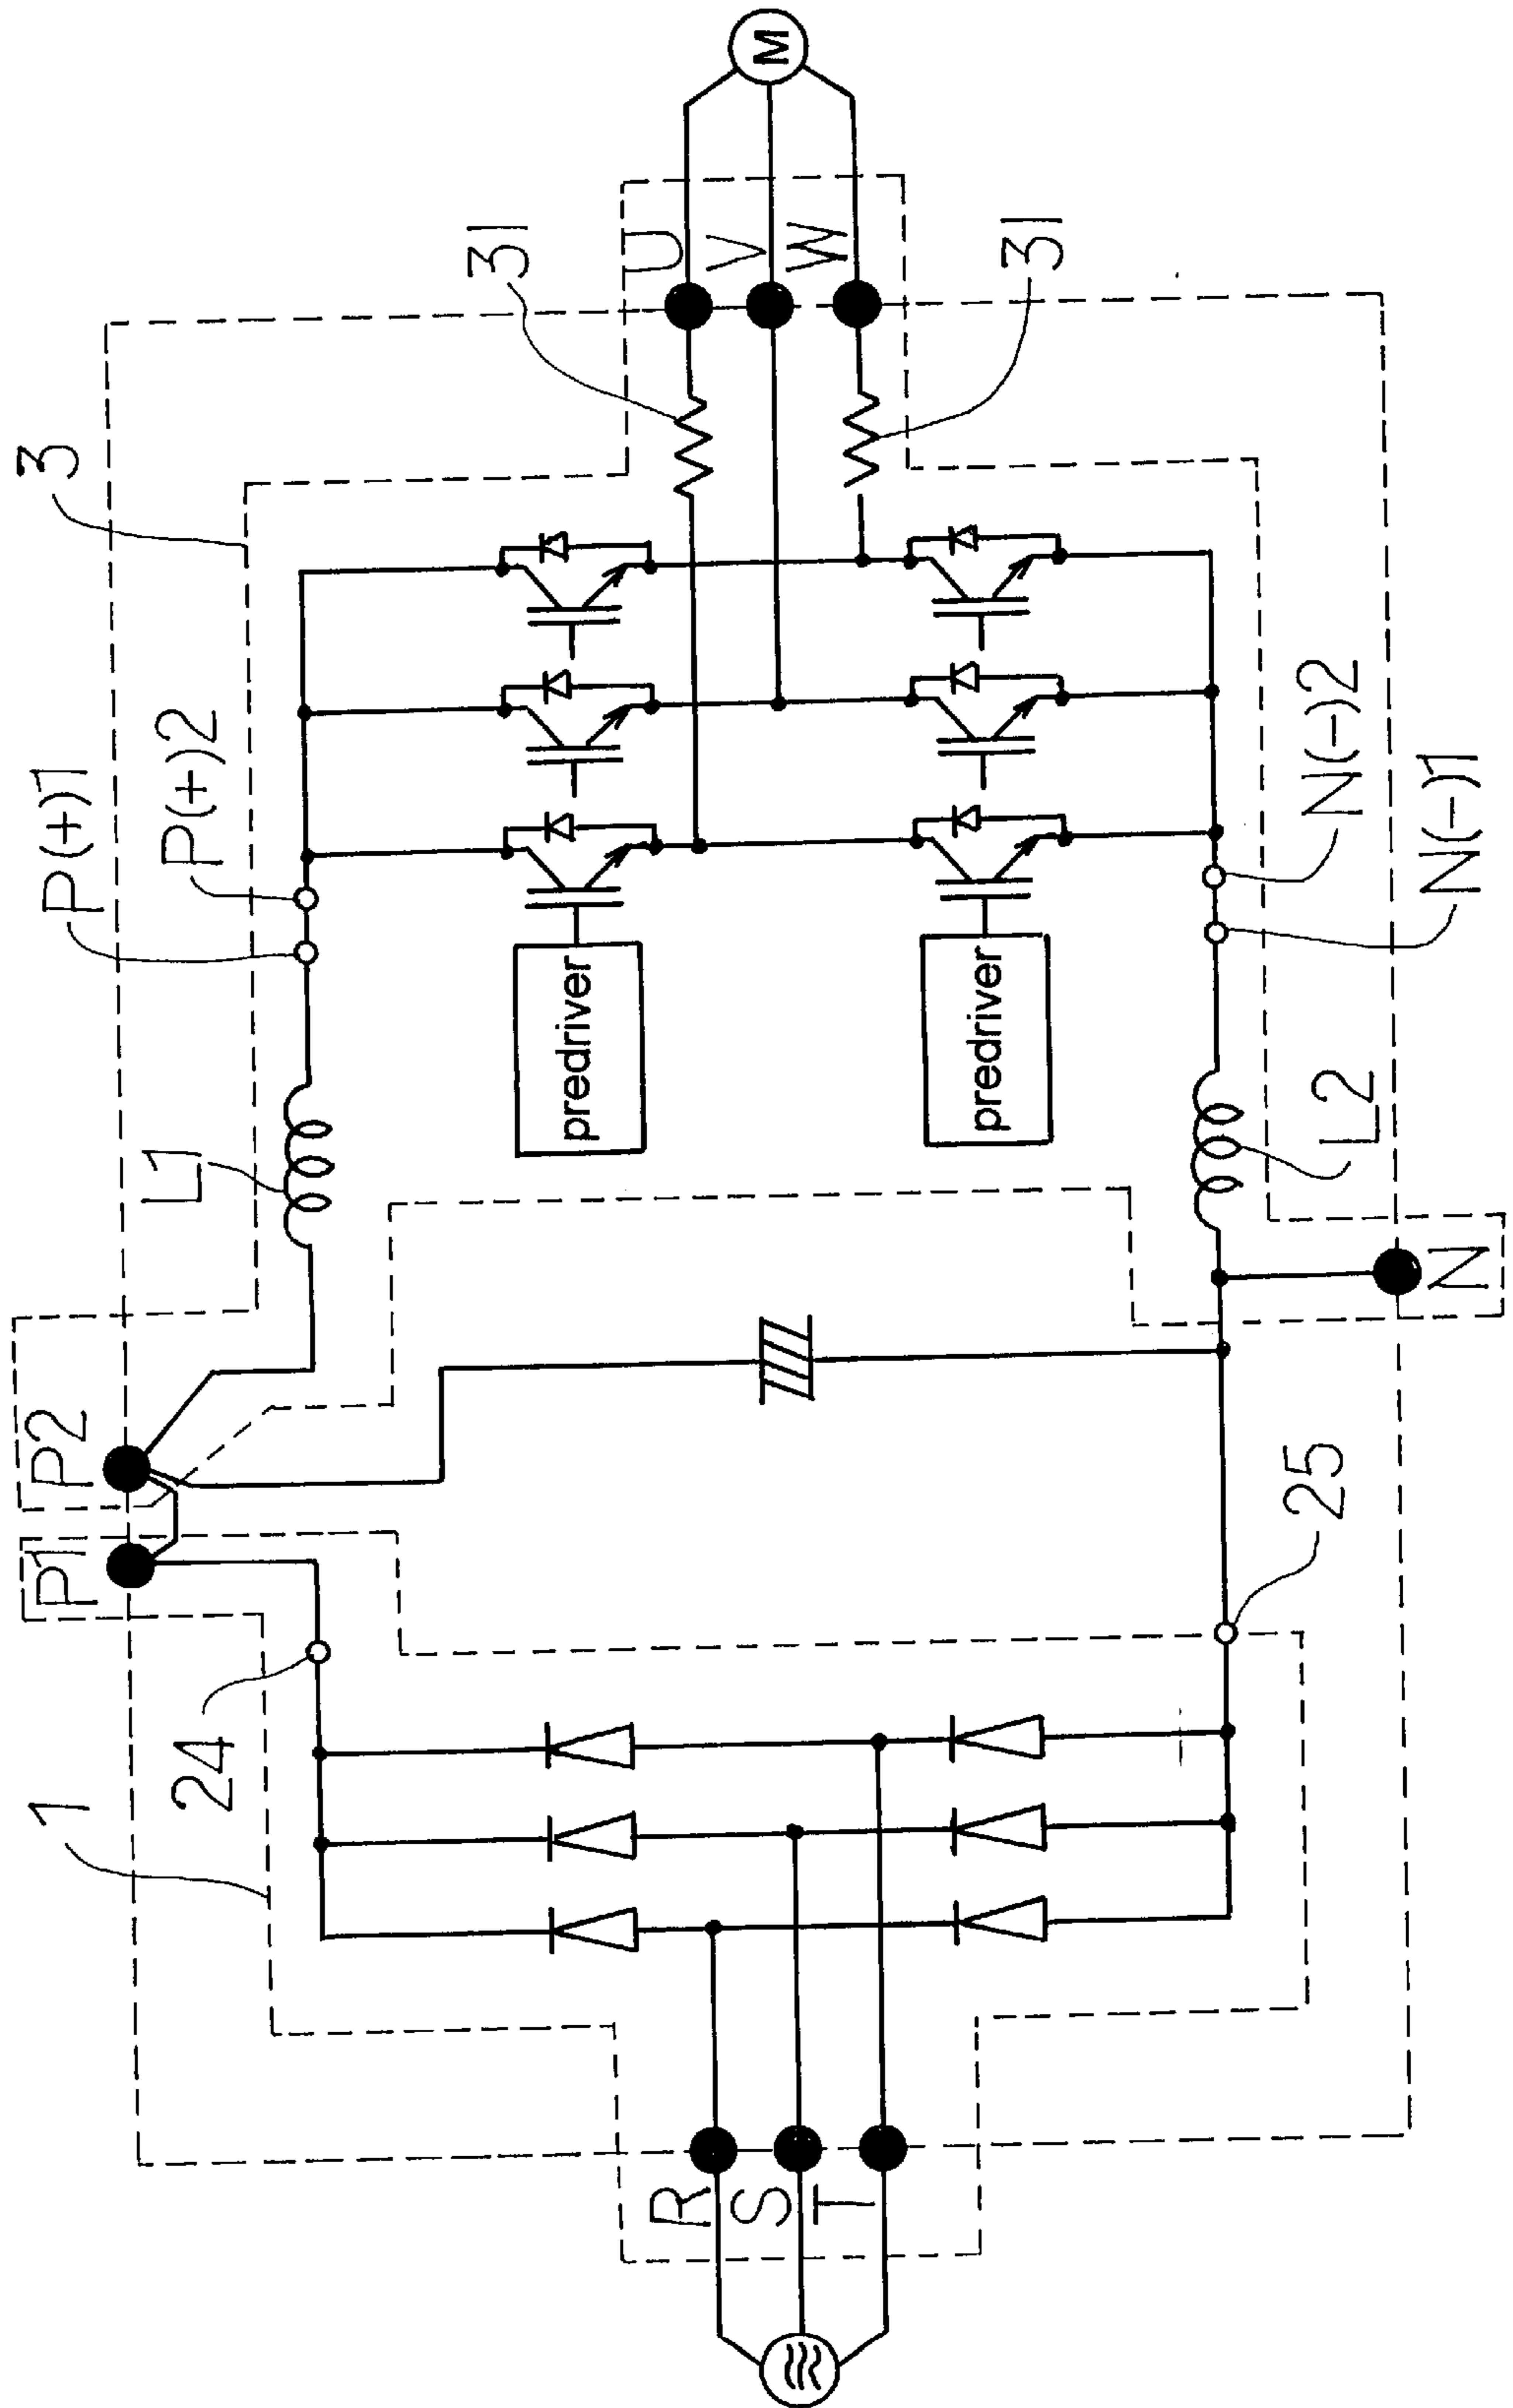 1
24
P1
P2
L1
P(+)1
P(+)2
3
31
U
V
W
M
31
predriver
predriver
R
S
T
25
N
L2
N(-)2
N(-)1